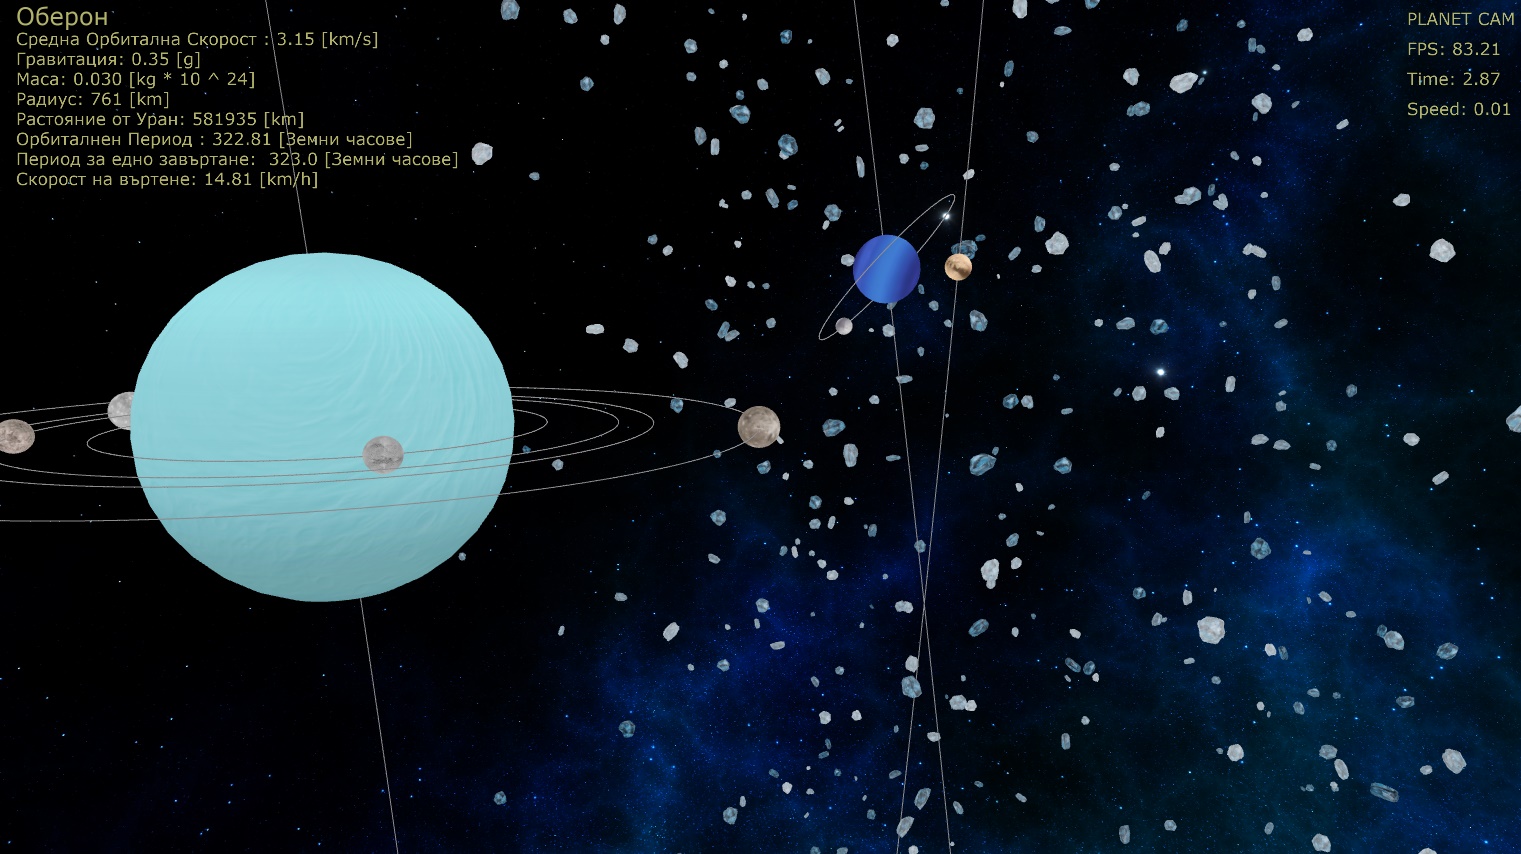 Оберон
Средна Орбитална Скорост : 3.15 [km/s]
Гравитация: 0.35 [g]
Маса: 0.030 [kg * 10 ^ 24]
Радиус: 761 [km]
Растояние от Уран: 581935 [km]
Орбиталнен Период : 322.81 [Земни часове]
Период за едно завъртане:  323.0 [Земни часове]
Скорост на въртене: 14.81 [km/h]
PLANET CAM
FPS: 83.21
Time: 2.87
Speed: 0.01